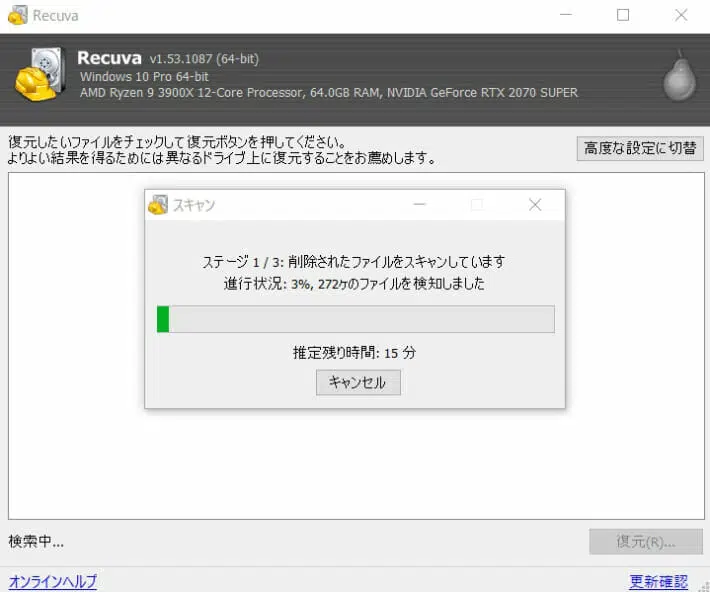 Recuva
Recuva v1.53.1087 (64-bit)
Windows 10 Pro 64-bit
AMD Ryzen 9 3900X 12-Core Processor, 64.0GB RAM, NVIDIA GeForce RTX 2070 SUPER
復元したいファイルをチェックして復元ボタンを押してください。
よりよい結果を得るためには異なるドライブ上に復元することをお薦めします。
高度な設定に切替
スキャン
ステージ 1 / 3: 削除されたファイルをスキャンしています
進行状況: 3%, 272ヶのファイルを検知しました
推定残り時間: 15 分
キャンセル
検索中...
復元(R)...
オンラインヘルプ
更新確認